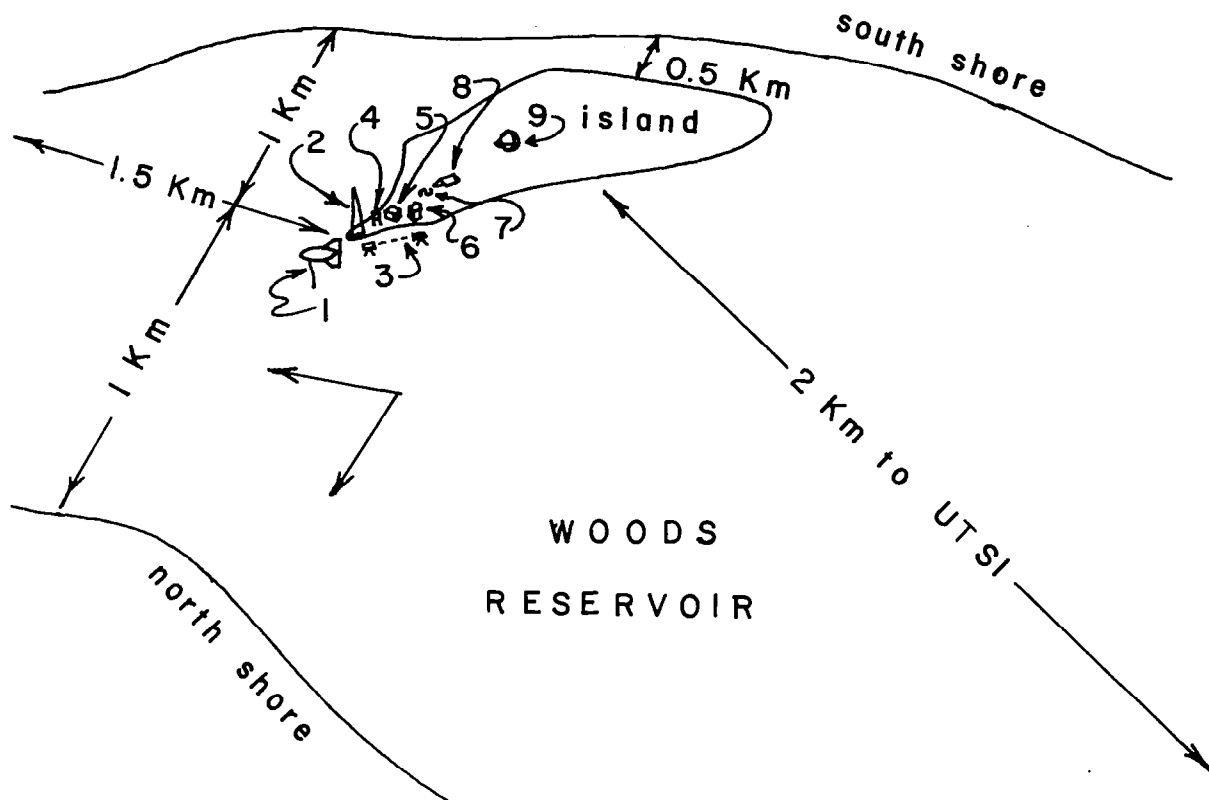 south shore
1 Km
0.5 Km
8
4
5
9
island
2
1.5 Km
7
6
3
1
1 Km
2 Km to UTSI
WOODS
RESERVOIR
north shore